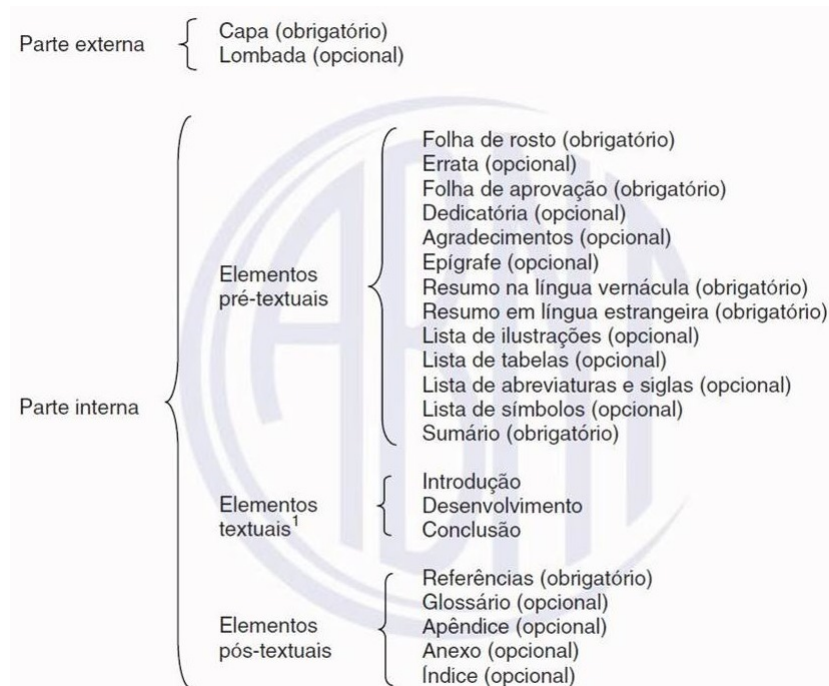 Parte externa
Capa (obrigatório)
Lombada (opcional)
Parte interna
Elementos
pré-textuais
Folha de rosto (obrigatório)
Errata (opcional)
Folha de aprovação (obrigatório)
Dedicatória (opcional)
Agradecimentos (opcional)
Epígrafe (opcional)
Resumo na língua vernácula (obrigatório)
Resumo em língua estrangeira (obrigatório)
Lista de ilustrações (opcional)
Lista de tabelas (opcional)
Lista de abreviaturas e siglas (opcional)
Lista de símbolos (opcional)
Sumário (obrigatório)
Elementos
textuais¹
Introdução
Desenvolvimento
Conclusão
Elementos
pós-textuais
Referências (obrigatório)
Glossário (opcional)
Apêndice (opcional)
Anexo (opcional)
Índice (opcional)
ABNT